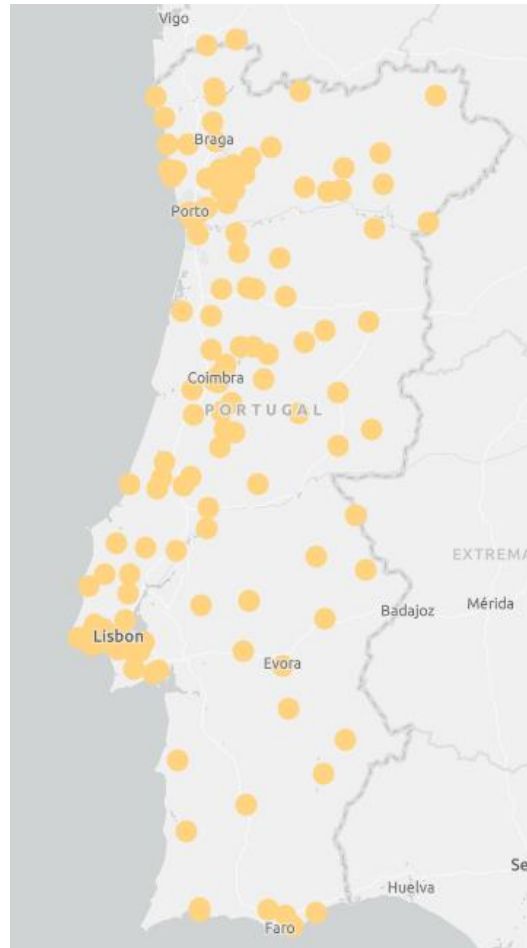 Vigo
Braga
Porto
Coimbra
PORTUGAL
EXTREMA
Badajoz
Mérida
Lisbon
Evora
Se
Huelva
Faro